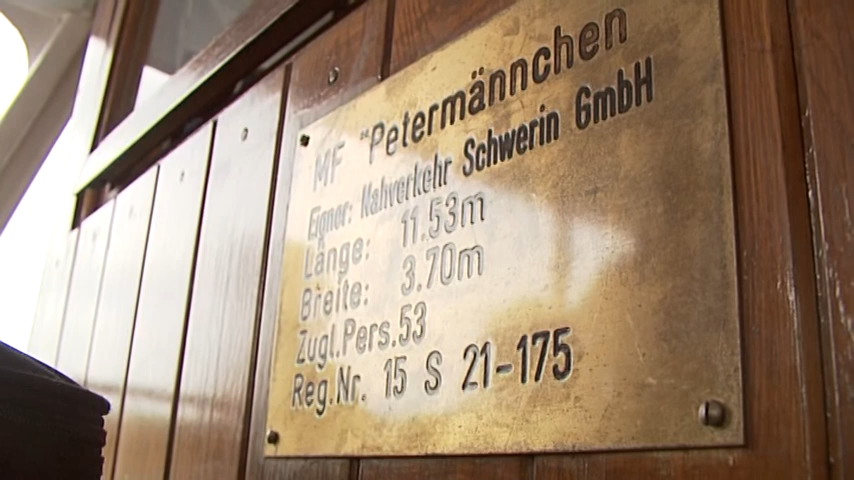 MF "Petermännchen
Eigner: Nahverkehr Schwerin GmbH
Länge: 11.53m
Breite: 3.70m
Zugl.Pers.53
Reg.Nr. 15 S 21-175